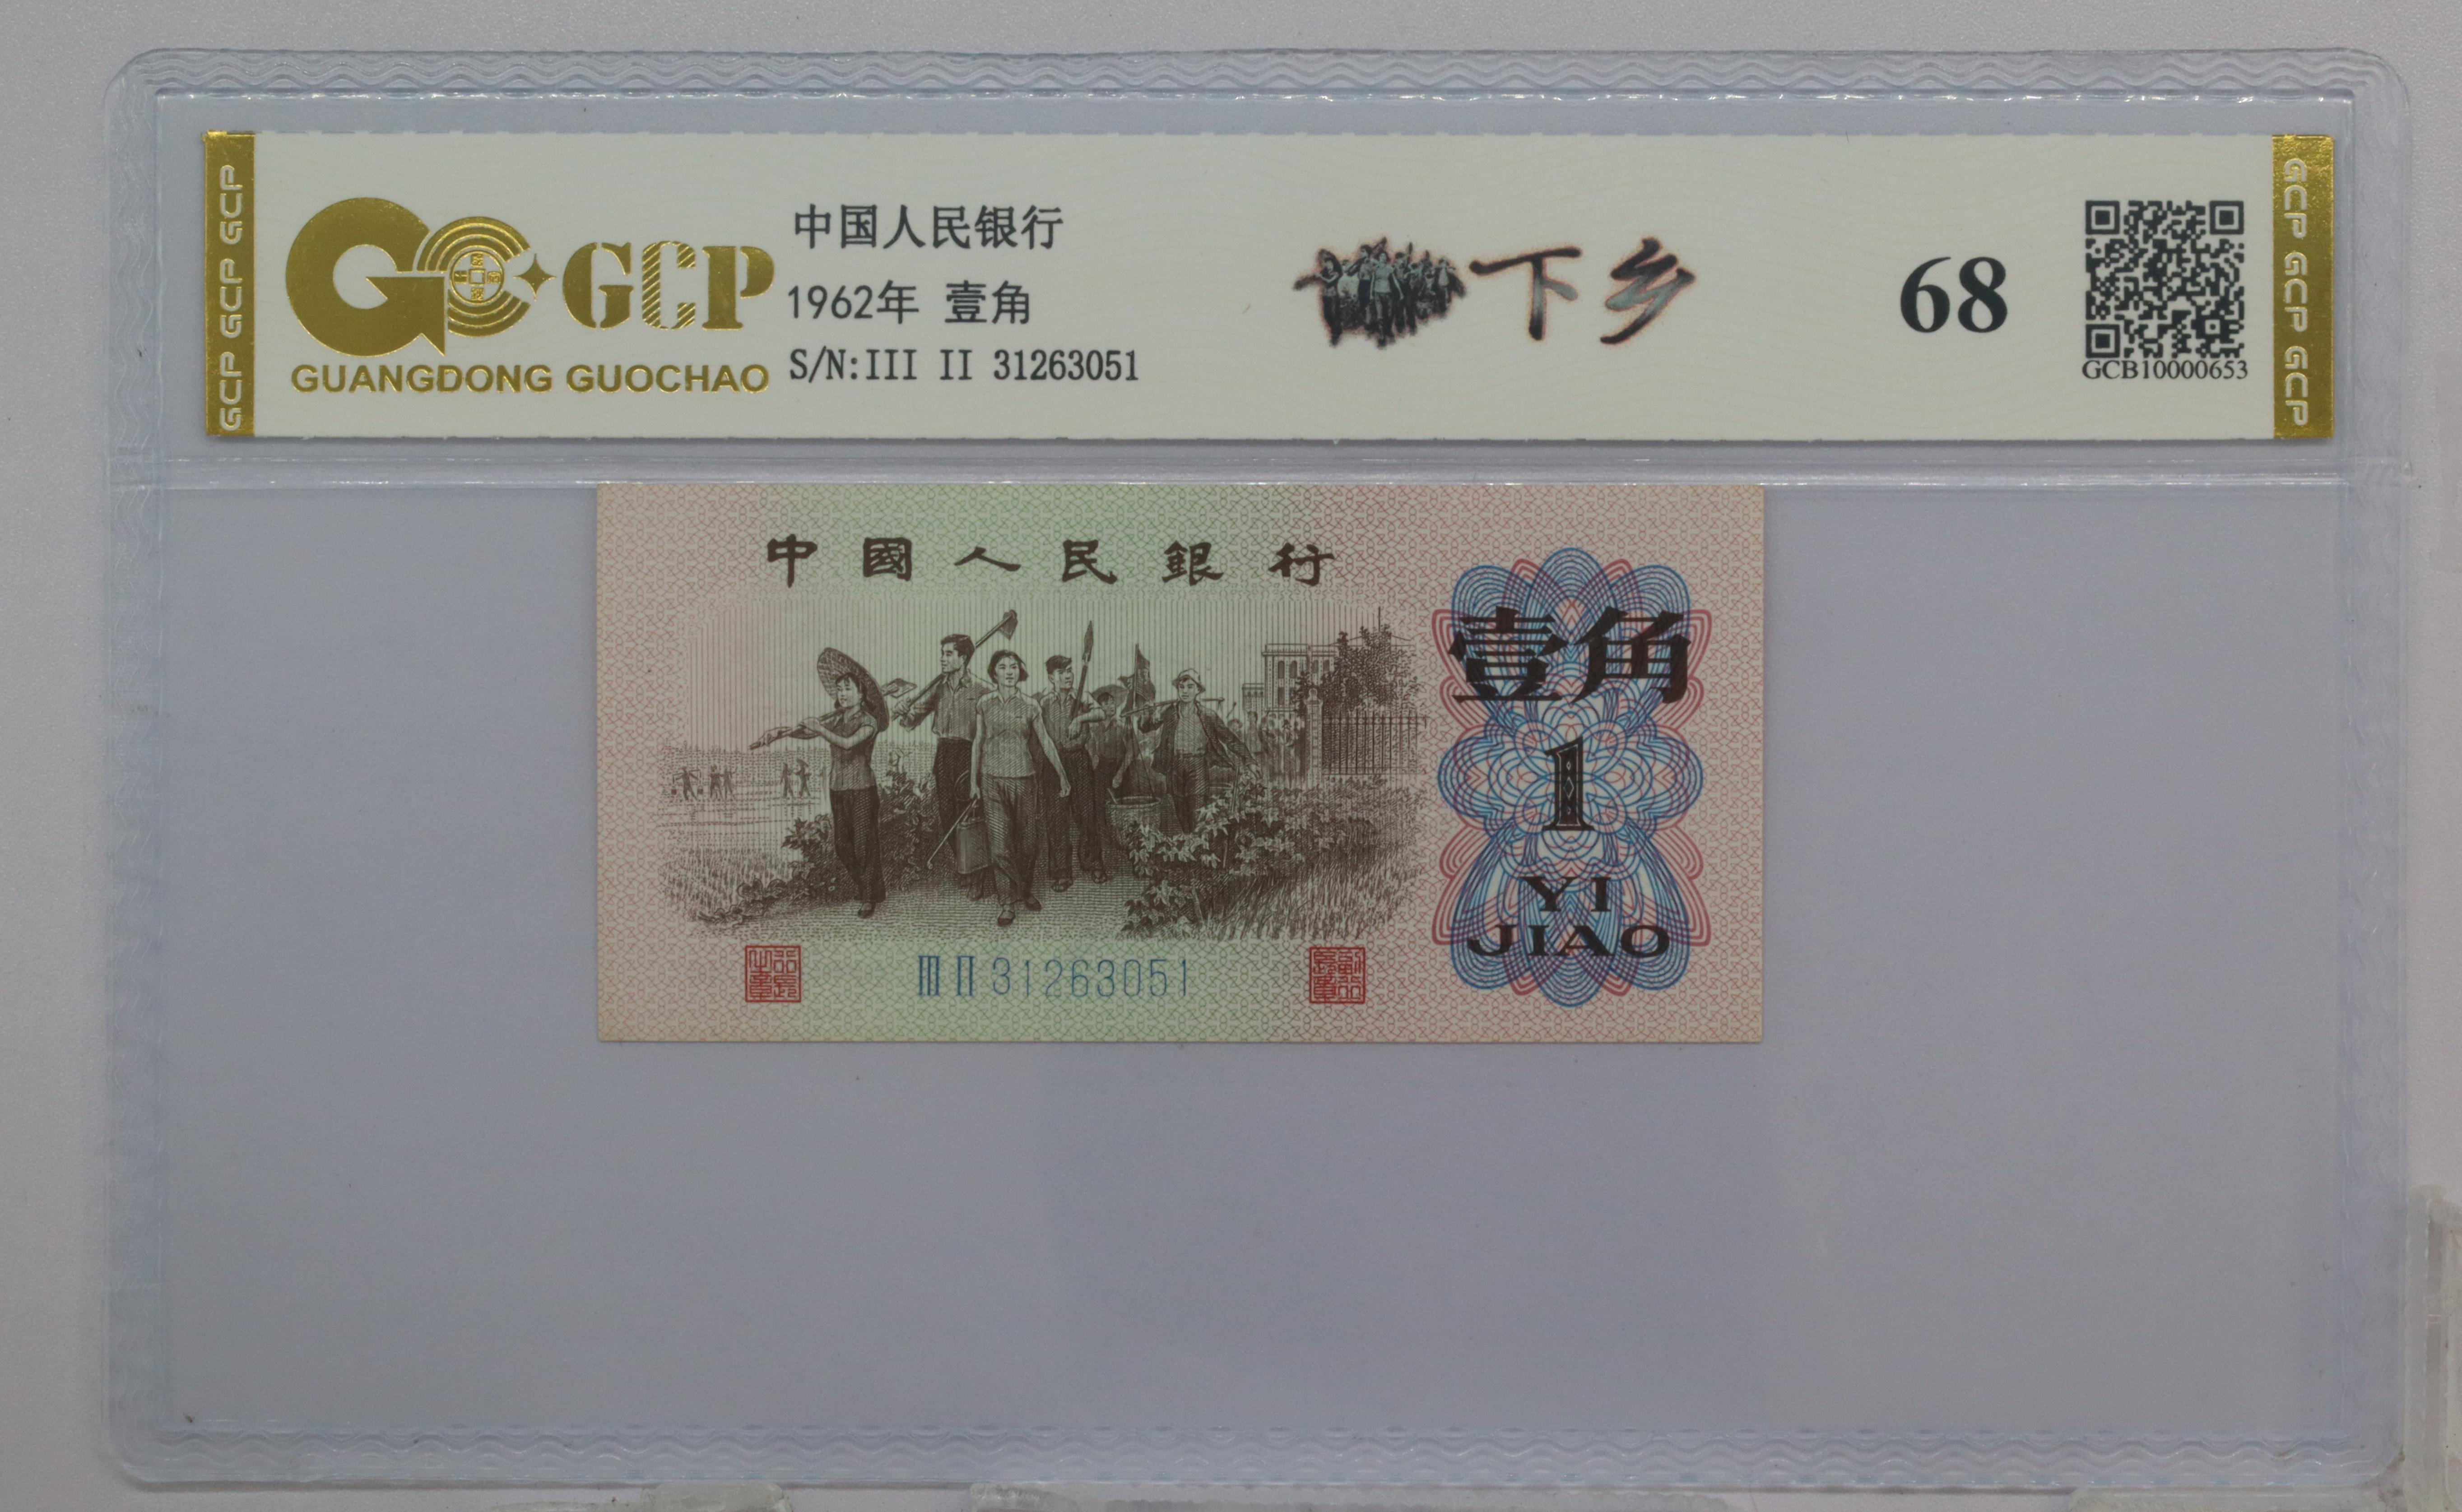 GCP GCP GCP
GCP
GUANGDONG GUOCHAO
中国人民银行
1962年 壹角
S/N:III II 31263051
下乡
68
GCB10000653
GCP GCP GCP
中國人民銀行
壹角
1
YI
JIAO
III II 31263051